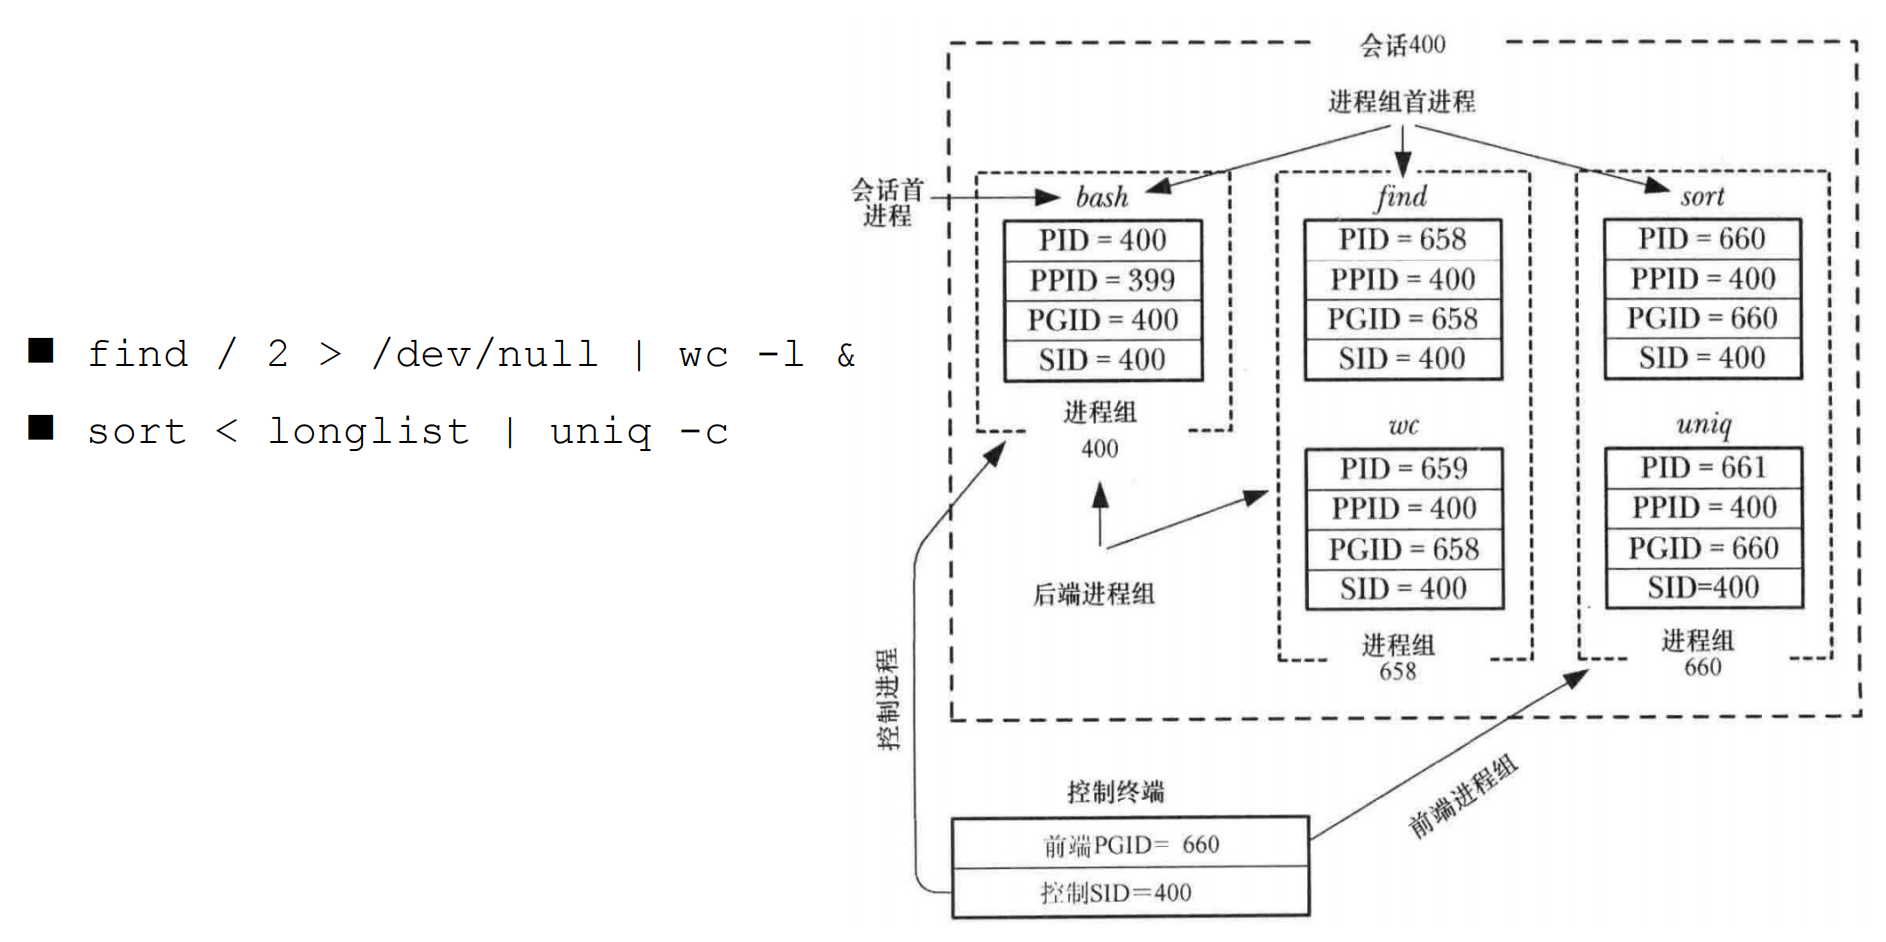 ■ find / 2 > /dev/null | wc -l &
■ sort < longlist | uniq -c
会话400
进程组首进程
会话首
进程
bash
PID = 400
PPID = 399
PGID = 400
SID = 400
进程组
400
find
PID = 658
PPID = 400
PGID = 658
SID = 400
wc
PID = 659
PPID = 400
PGID = 658
SID = 400
进程组
658
sort
PID = 660
PPID = 400
PGID = 660
SID = 400
uniq
PID = 661
PPID = 400
PGID = 660
SID=400
进程组
660
后端进程组
控制进程
控制终端
前端PGID= 660
控制SID=400
前端进程组